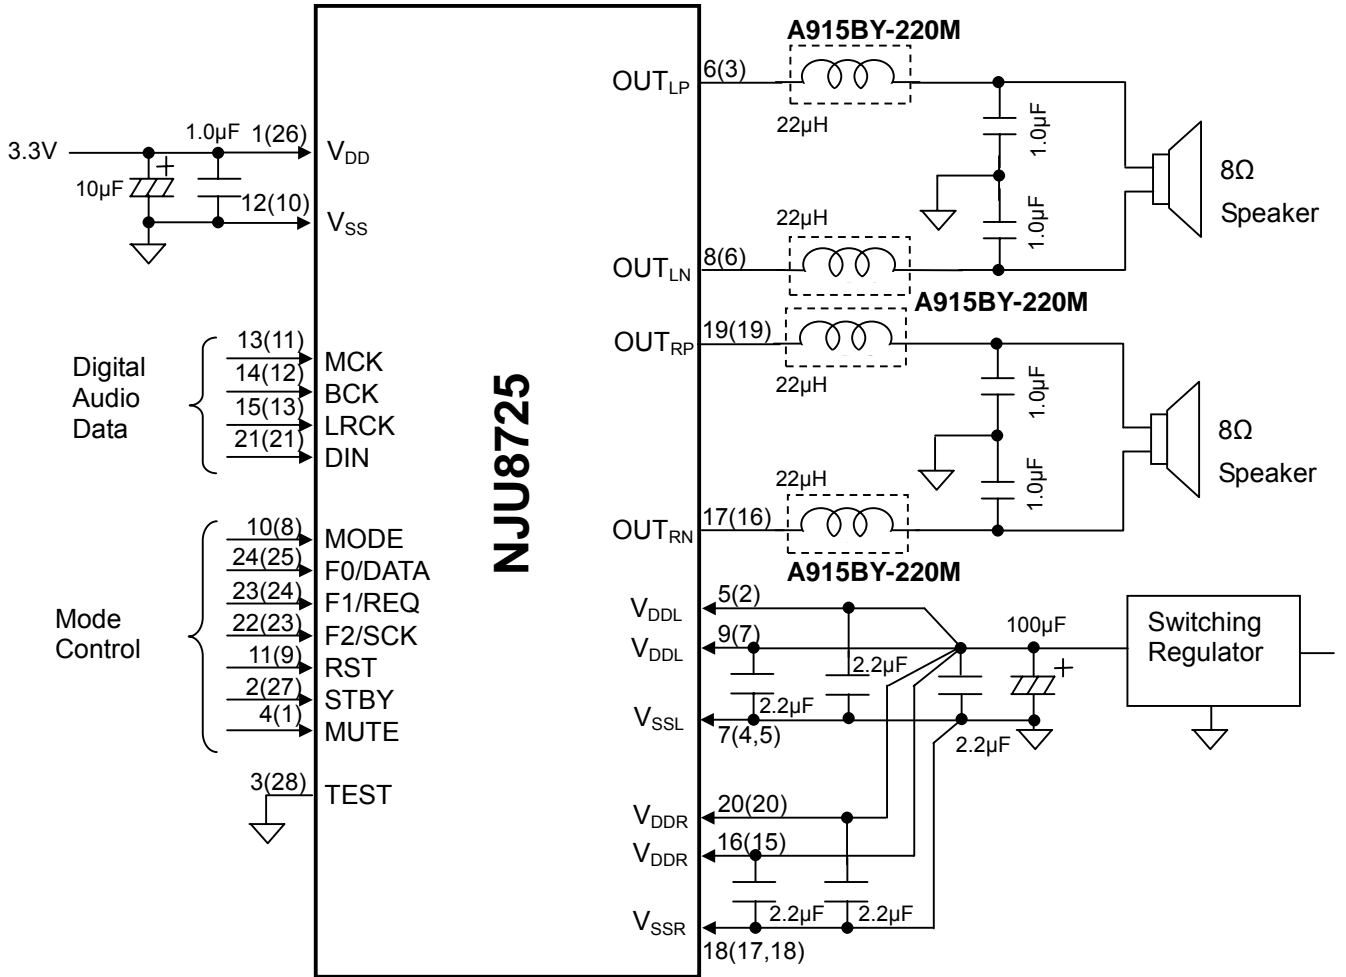 A915BY-220M
OUTLP
6(3)
22μH
1.0μF
1.0μF
8Ω
Speaker
22μH
OUTLN
8(6)
A915BY-220M
3.3V
10μF
+
1.0μF
1(26)
VDD
12(10)
VSS
OUTRP
19(19)
22μH
1.0μF
1.0μF
8Ω
Speaker
22μH
OUTRN
17(16)
A915BY-220M
Digital
Audio
Data
13(11)
MCK
14(12)
BCK
15(13)
LRCK
21(21)
DIN
NJU8725
Mode
Control
10(8)
MODE
24(25)
F0/DATA
23(24)
F1/REQ
22(23)
F2/SCK
11(9)
RST
2(27)
STBY
4(1)
MUTE
3(28)
TEST
VDDL
5(2)
VDDL
9(7)
2.2μF
2.2μF
VSSL
7(4,5)
2.2μF
100μF
+
Switching
Regulator
VDDR
20(20)
VDDR
16(15)
2.2μF
2.2μF
VSSR
18(17,18)